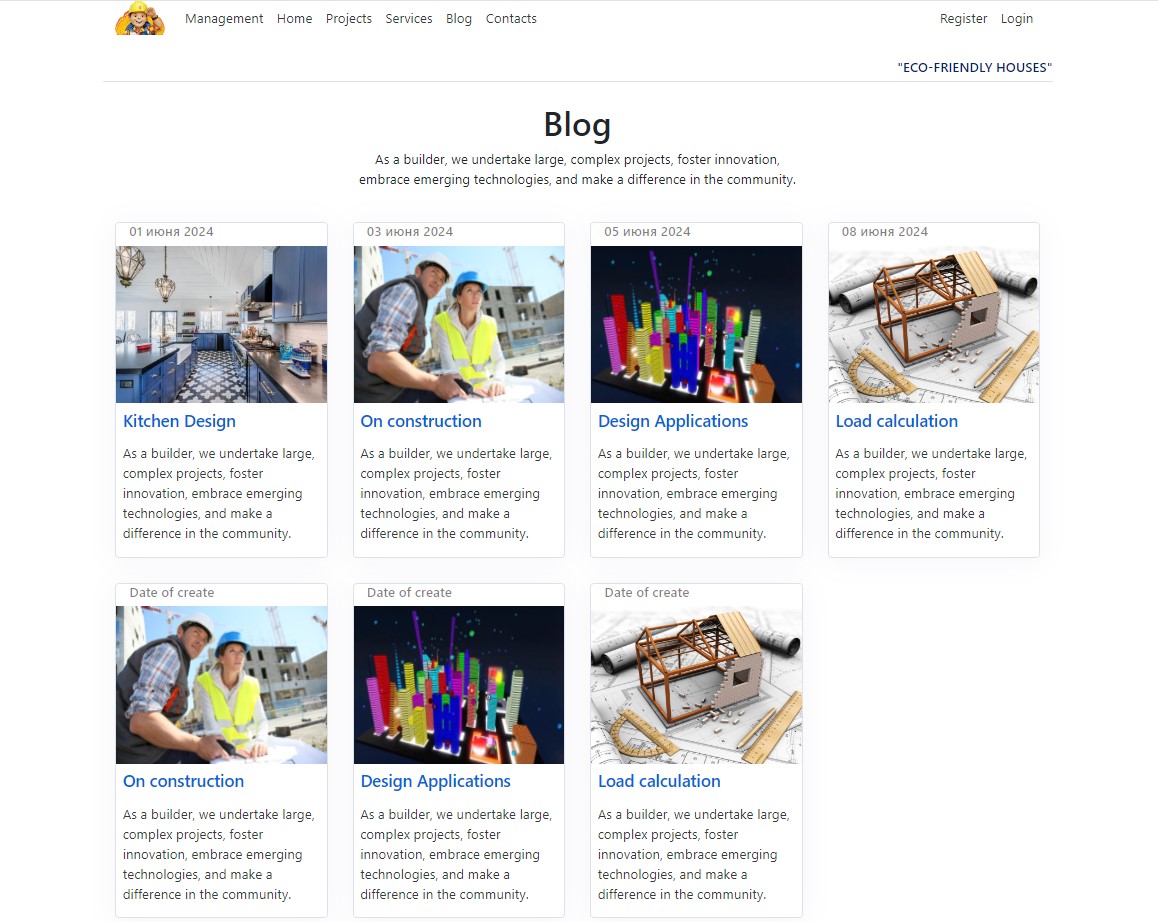 Management Home Projects Services Blog Contacts Register Login
"ECO-FRIENDLY HOUSES"
Blog
As a builder, we undertake large, complex projects, foster innovation,
embrace emerging technologies, and make a difference in the community.
01 июня 2024
Kitchen Design
As a builder, we undertake large,
complex projects, foster
innovation, embrace emerging
technologies, and make a
difference in the community.
03 июня 2024
On construction
As a builder, we undertake large,
complex projects, foster
innovation, embrace emerging
technologies, and make a
difference in the community.
05 июня 2024
Design Applications
As a builder, we undertake large,
complex projects, foster
innovation, embrace emerging
technologies, and make a
difference in the community.
08 июня 2024
Load calculation
As a builder, we undertake large,
complex projects, foster
innovation, embrace emerging
technologies, and make a
difference in the community.
Date of create
On construction
As a builder, we undertake large,
complex projects, foster
innovation, embrace emerging
technologies, and make a
difference in the community.
Date of create
Design Applications
As a builder, we undertake large,
complex projects, foster
innovation, embrace emerging
technologies, and make a
difference in the community.
Date of create
Load calculation
As a builder, we undertake large,
complex projects, foster
innovation, embrace emerging
technologies, and make a
difference in the community.